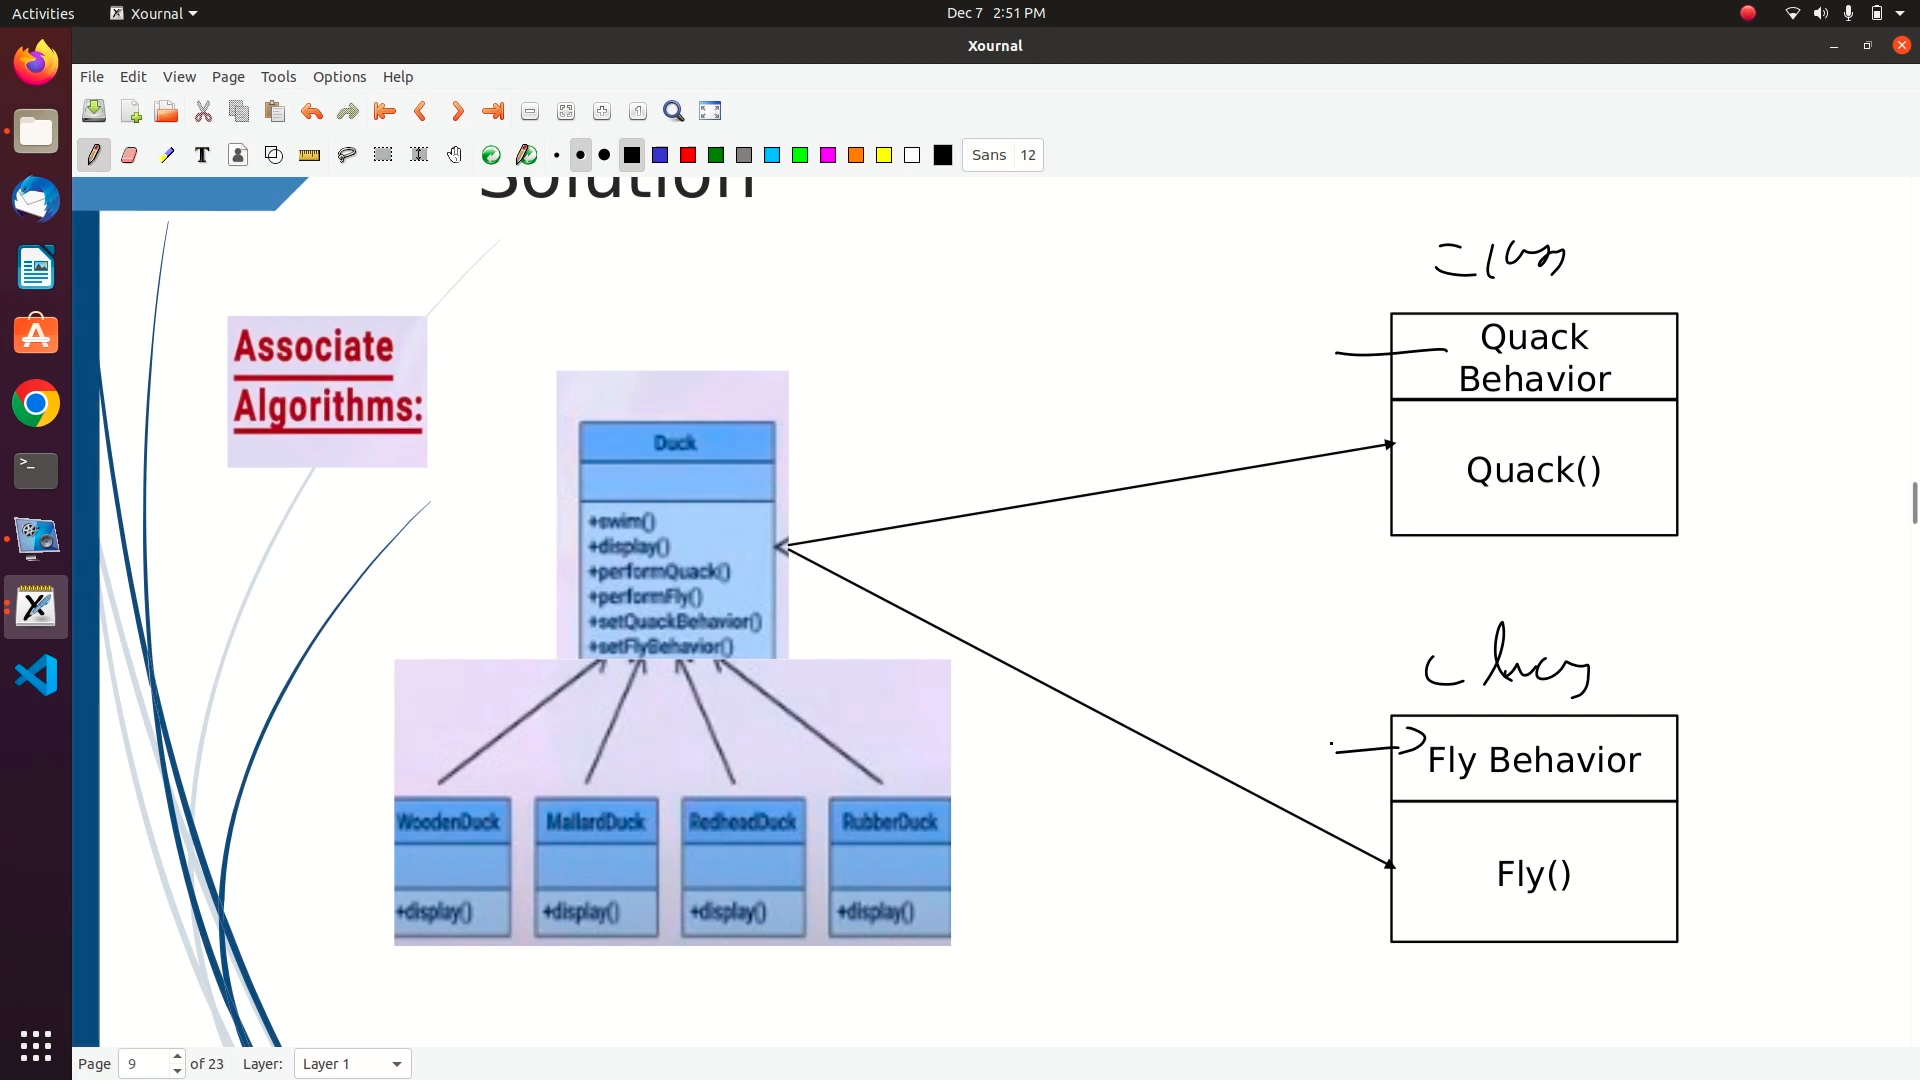 Activities Xournal Dec 7 2:51 PM
Xournal
File Edit View Page Tools Options Help
T Sans 12
Solution
class
Quack
Behavior
Quack()
Associate
Algorithms:
Duck
+swim()
+display()
+performQuack()
+performFly()
+setQuackBehavior()
+setFlyBehavior()
class
Fly Behavior
Fly()
WoodenDuck MallardDuck RedheadDuck RubberDuck
+display() +display() +display() +display()
Page 9 of 23 Layer: Layer 1